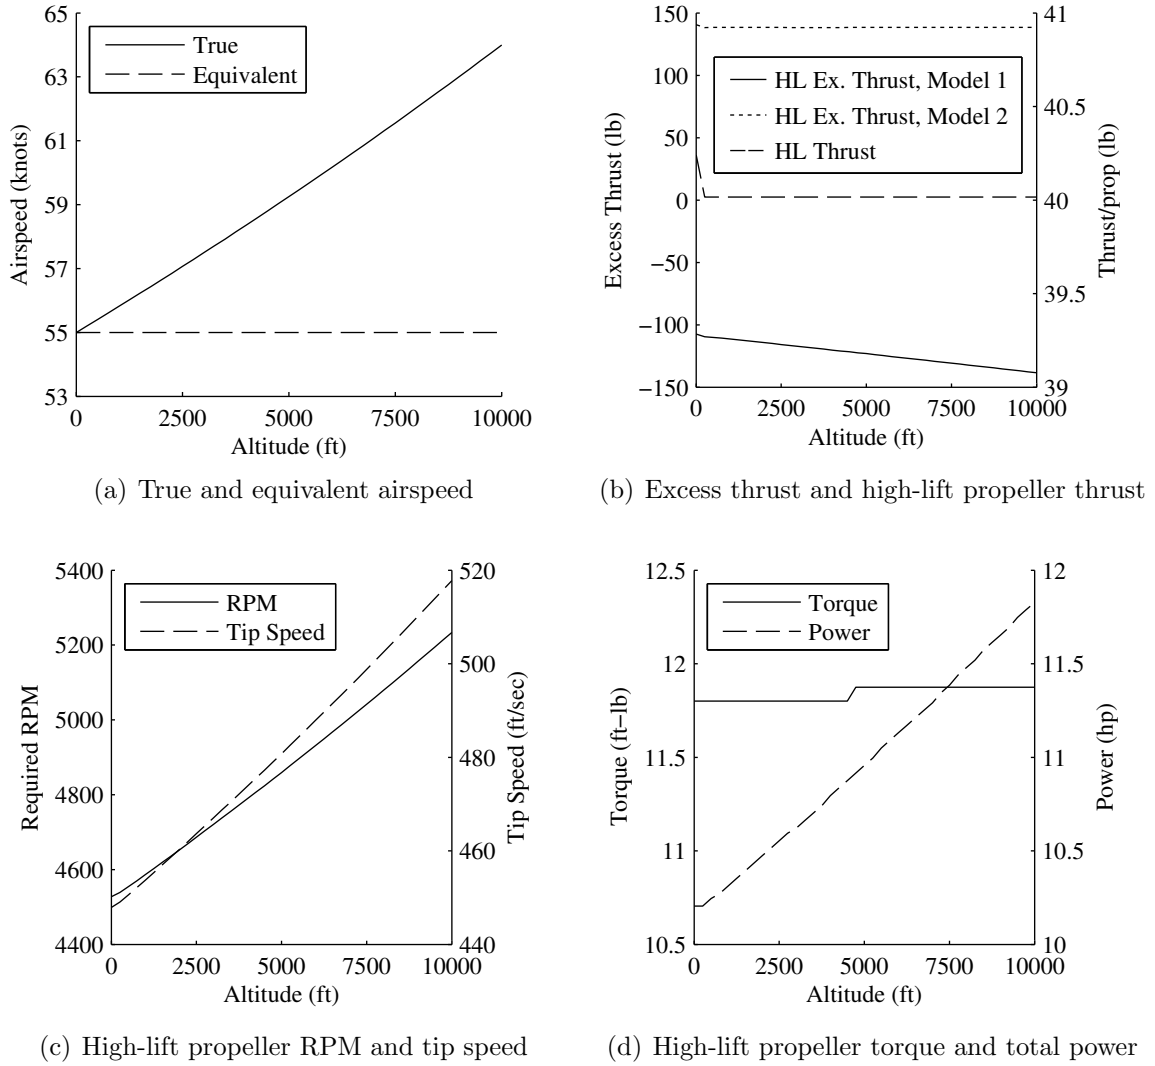 65
63
61
59
57
55
53
Airspeed (knots)
True
Equivalent
0 2500 5000 7500 10000
Altitude (ft)
(a) True and equivalent airspeed
150
100
50
0
−50
−100
−150
Excess Thrust (lb)
HL Ex. Thrust, Model 1
HL Ex. Thrust, Model 2
HL Thrust
41
40.5
40
39.5
39
Thrust/prop (lb)
0 2500 5000 7500 10000
Altitude (ft)
(b) Excess thrust and high-lift propeller thrust
5400
5200
5000
4800
4600
4400
Required RPM
RPM
Tip Speed
520
500
480
460
440
Tip Speed (ft/sec)
0 2500 5000 7500 10000
Altitude (ft)
(c) High-lift propeller RPM and tip speed
12.5
12
11.5
11
10.5
Torque (ft−lb)
Torque
Power
12
11.5
11
10.5
10
Power (hp)
0 2500 5000 7500 10000
Altitude (ft)
(d) High-lift propeller torque and total power